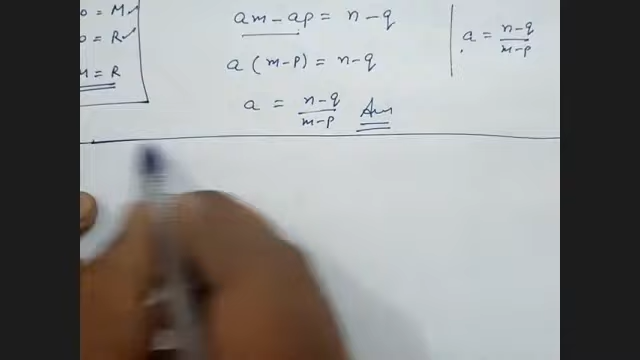 = M✓
= R✓
= R
am - ap = n - q
a (m - p) = n - q
a = n-q/m-p Ans
a = n-q/m-p